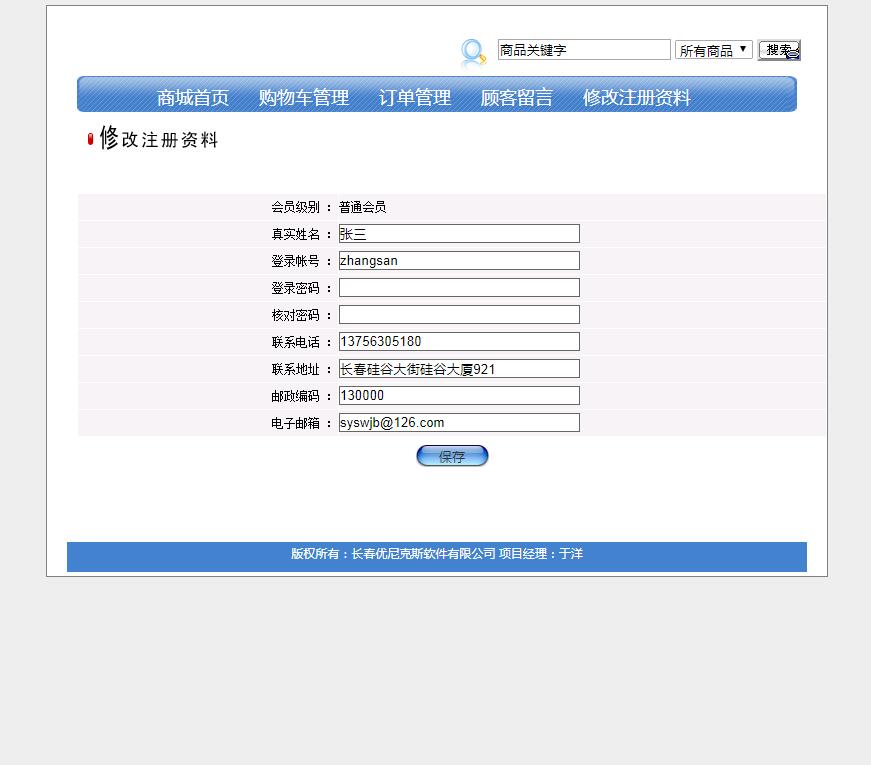 商品关键字 所有商品 搜索
商城首页 购物车管理 订单管理 顾客留言 修改注册资料
修改注册资料
会员级别 ： 普通会员
真实姓名 ： 张三
登录帐号 ： zhangsan
登录密码 ：
核对密码 ：
联系电话 ： 13756305180
联系地址 ： 长春硅谷大街硅谷大厦921
邮政编码 ： 130000
电子邮箱 ： syswjb@126.com
保存
版权所有：长春优尼克斯软件有限公司 项目经理：于洋